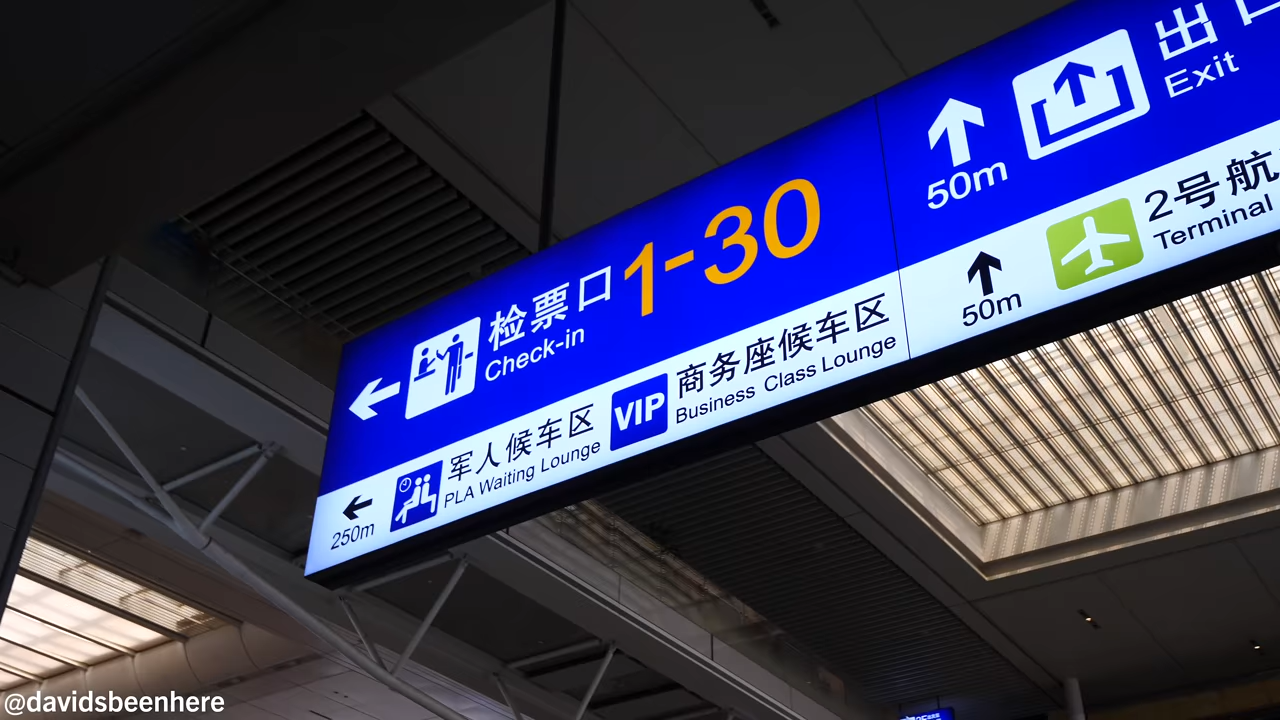 检票口 1-30
Check-in
军人候车区
PLA Waiting Lounge
250m
VIP
商务座候车区
Business Class Lounge
出口
Exit
50m
2号航
Terminal
50m
@davidsbeenhere